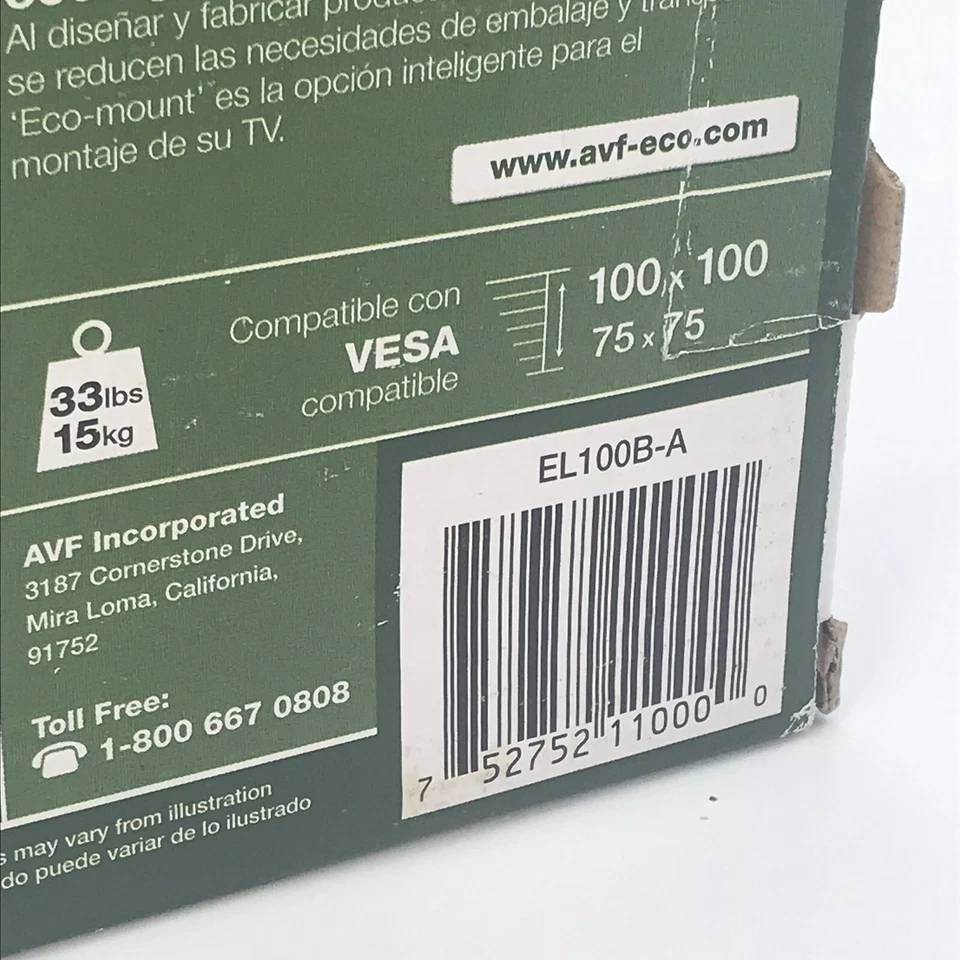 Al diseñar y fabricar
se reducen las necesidades de embalaje y
'Eco-mount' es la opción inteligente para el
montaje de su TV.
www.avf-eco.com
33lbs
15kg
Compatible con
VESA
compatible
100 x 100
75 x 75
AVF Incorporated
3187 Cornerstone Drive,
Mira Loma, California,
91752
Toll Free:
1-800 667 0808
EL100B-A
7 52752 11000 0
may vary from illustration
do puede variar de lo ilustrado